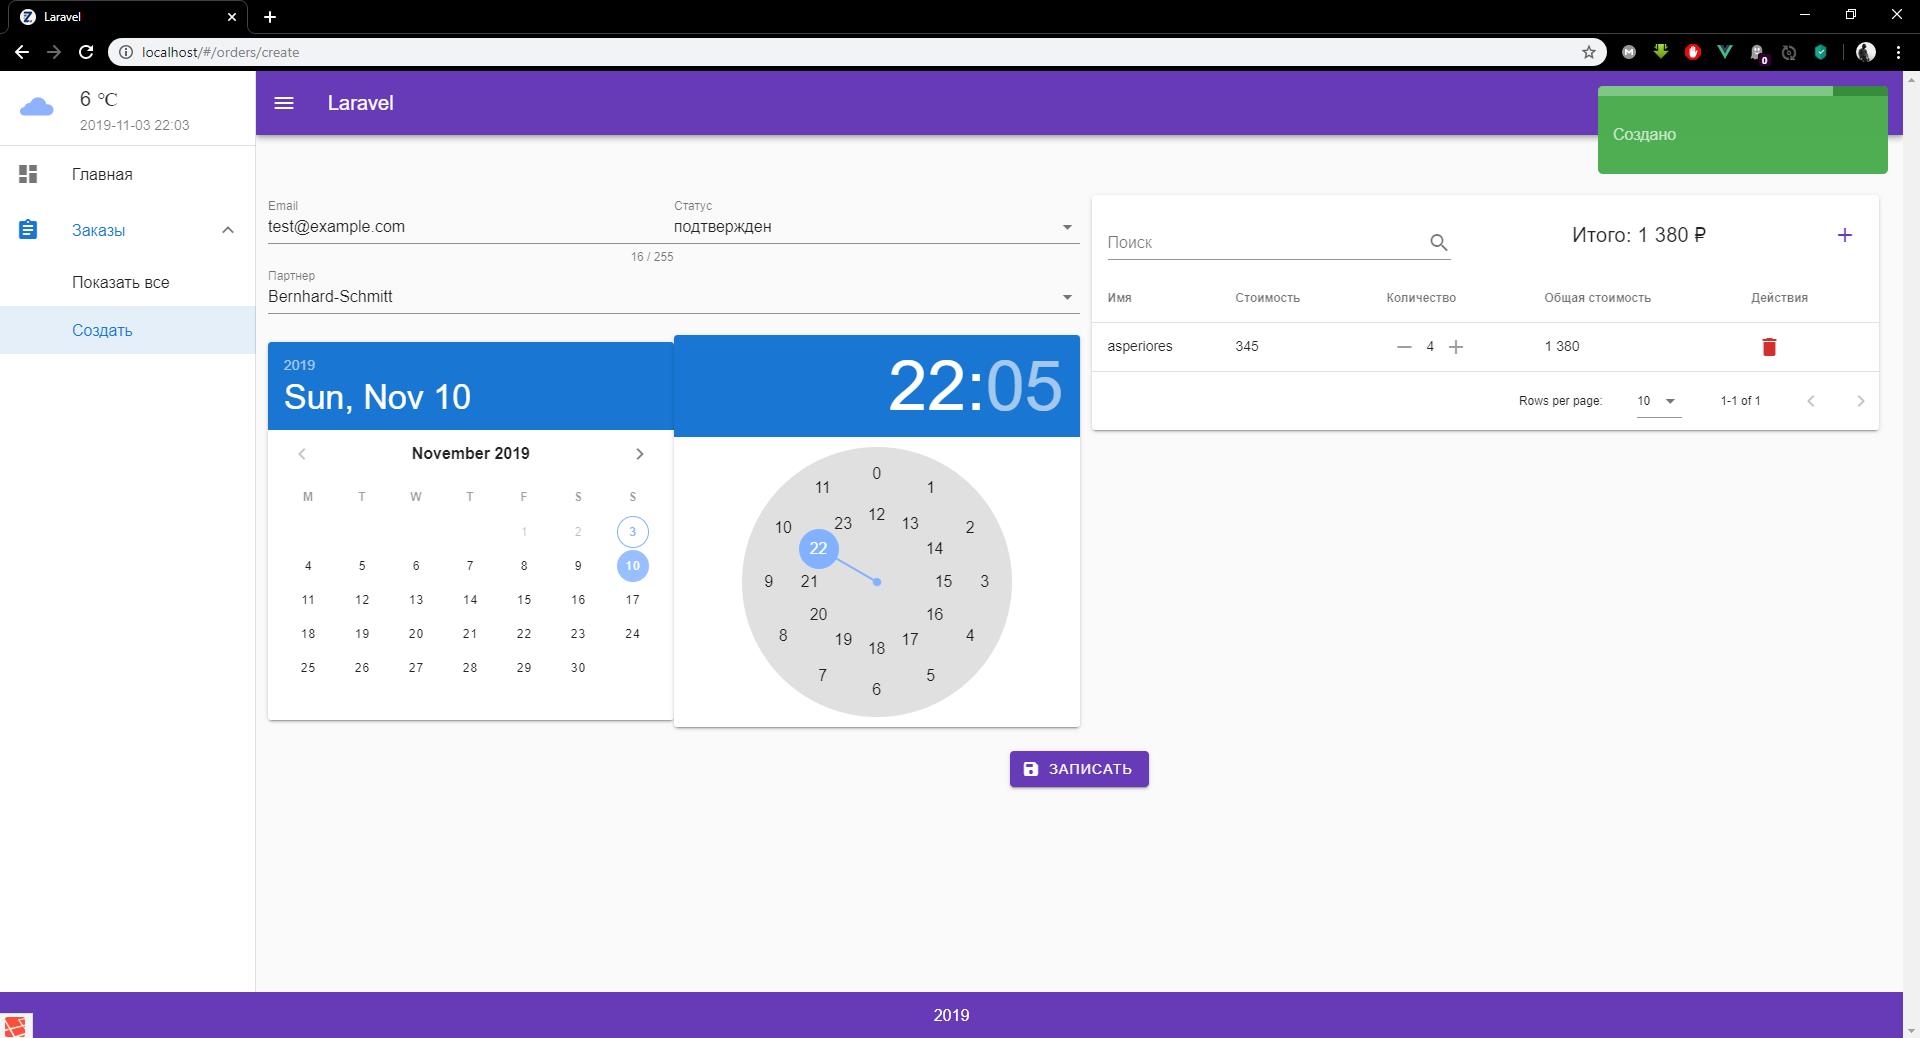 Laravel
localhost/#/orders/create
0
6 °C
2019-11-03 22:03
Главная
Заказы
Показать все
Создать
Laravel
Создано
Email
test@example.com
16 / 255
Статус
подтвержден
Партнер
Bernhard-Schmitt
2019
Sun, Nov 10
November 2019
M T W T F S S
1 2 3
4 5 6 7 8 9 10
11 12 13 14 15 16 17
18 19 20 21 22 23 24
25 26 27 28 29 30
22:05
0
11 1
12
10 23 13 2
22 14
9 21 15 3
20 16
8 19 17 4
18
7 5
6
Поиск
Итого: 1 380 ₽
Имя Стоимость Количество Общая стоимость Действия
asperiores 345 4 1 380
Rows per page: 10 1-1 of 1
ЗАПИСАТЬ
2019